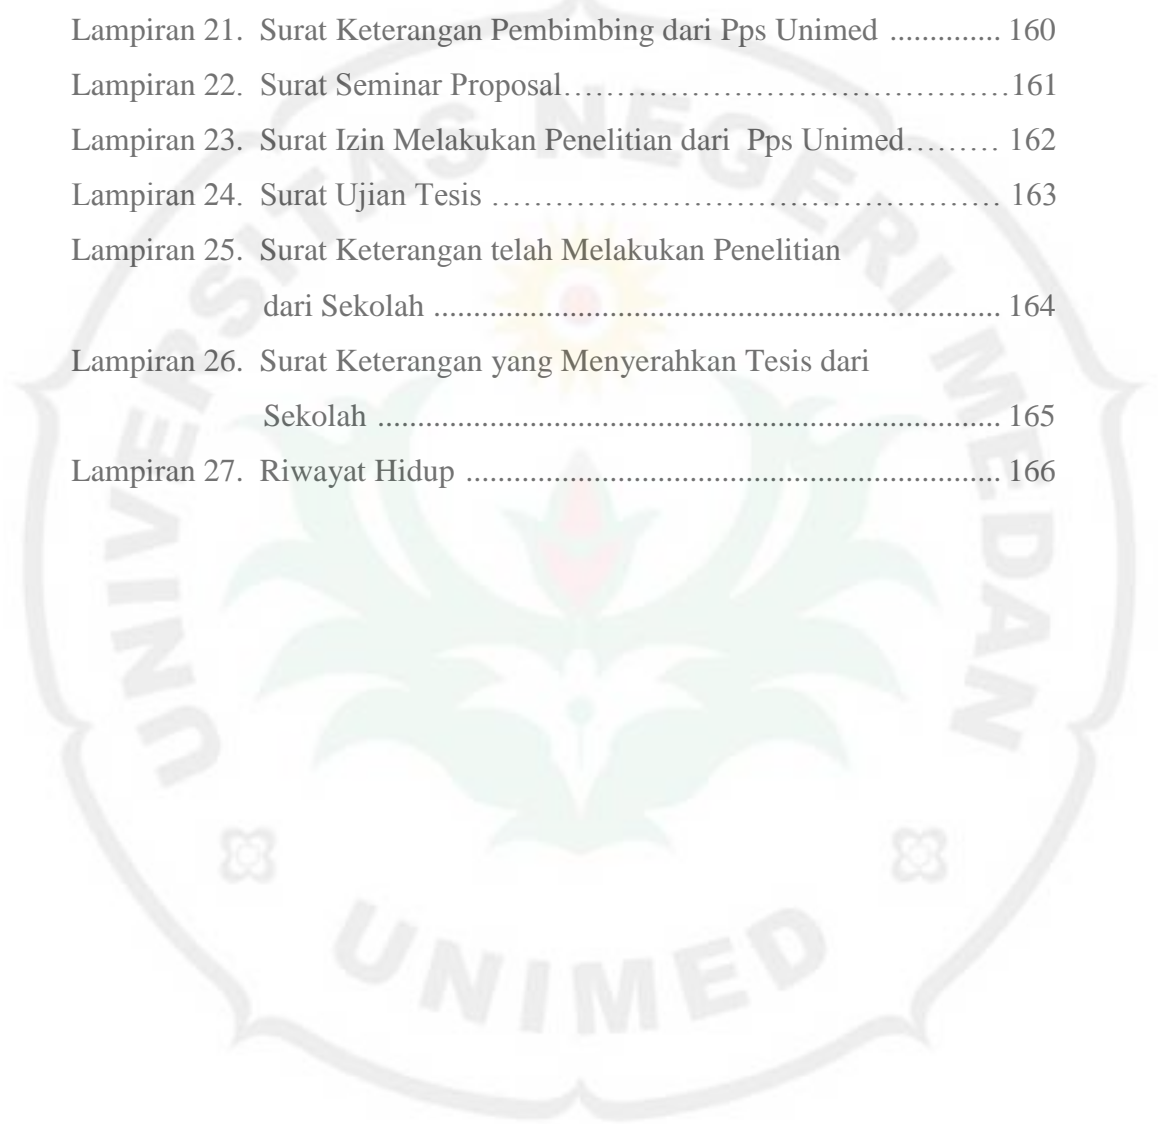 Lampiran 21. Surat Keterangan Pembimbing dari Pps Unimed .............. 160
Lampiran 22. Surat Seminar Proposal……………………………………161
Lampiran 23. Surat Izin Melakukan Penelitian dari Pps Unimed……… 162
Lampiran 24. Surat Ujian Tesis ………………………………………… 163
Lampiran 25. Surat Keterangan telah Melakukan Penelitian
dari Sekolah ........................................................................... 164
Lampiran 26. Surat Keterangan yang Menyerahkan Tesis dari
Sekolah ................................................................................. 165
Lampiran 27. Riwayat Hidup ...................................................................... 166
UNIVERSITAS NEGERI MEDAN
UNIMED